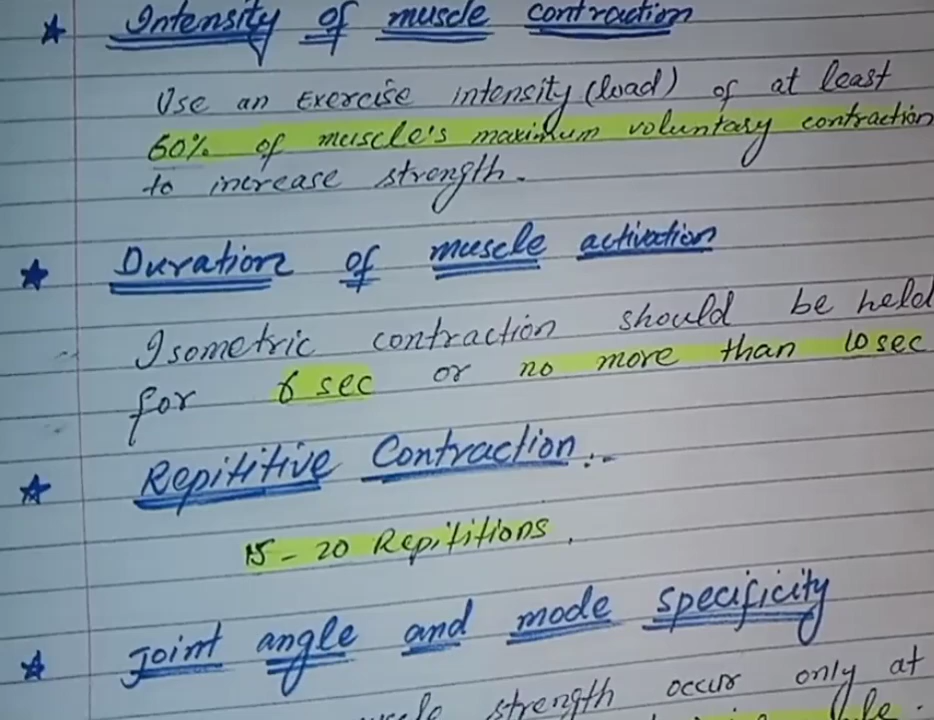 ★ Intensity of muscle contraction
Use an Exercise intensity (load) of at least
60% of muscle's maximum voluntary contraction
to increase strength.
★ Duration of muscle activation
Isometric contraction should be held
for 6 sec or no more than 10 sec
★ Repititive Contraction :-
15 - 20 Repititions.
★ Joint angle and mode specificity
strength occur only at